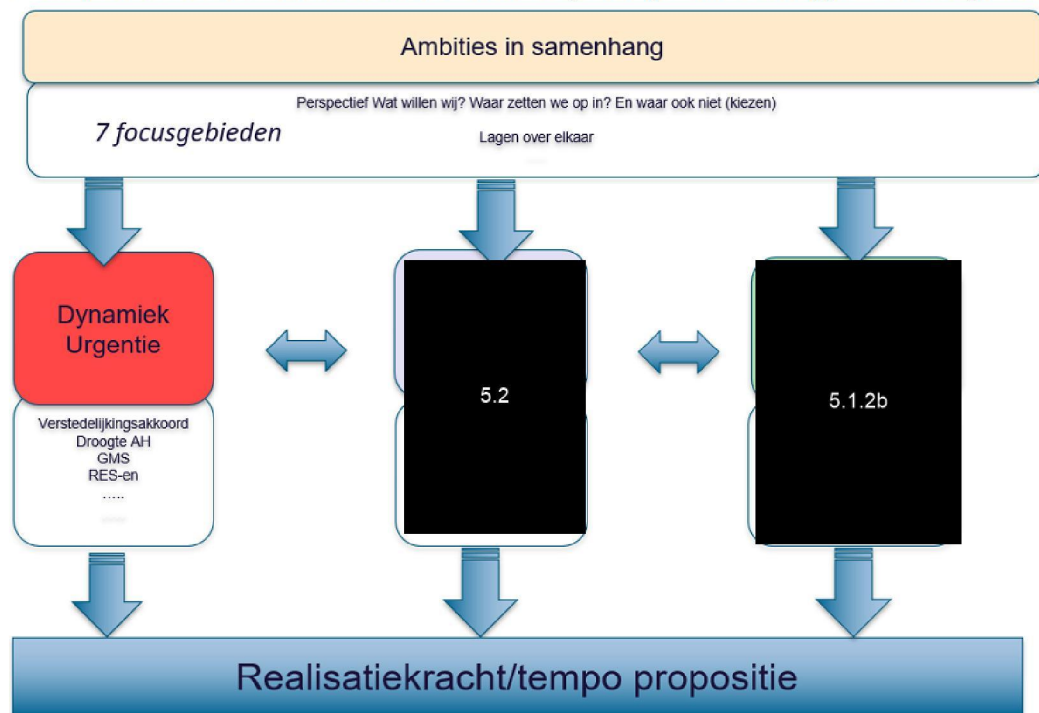 Ambities in samenhang
Perspectief Wat willen wij? Waar zetten we op in? En waar ook niet (kiezen)
7 focusgebieden
Lagen over elkaar
Dynamiek
Urgentie
Verstedelijkingsakkoord
Droogte AH
GMS
RES-en
.....
......
5.2
5.1.2b
Realisatiekracht/tempo propositie